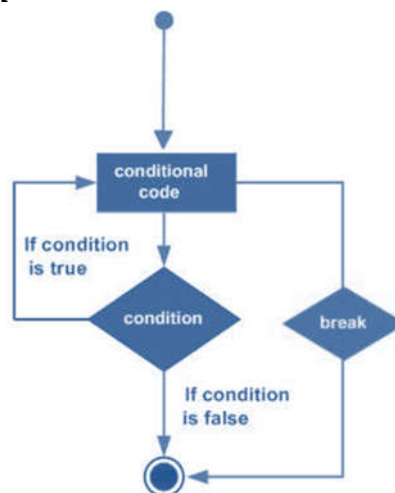 conditional
code
If condition
is true
condition
break
If condition
is false